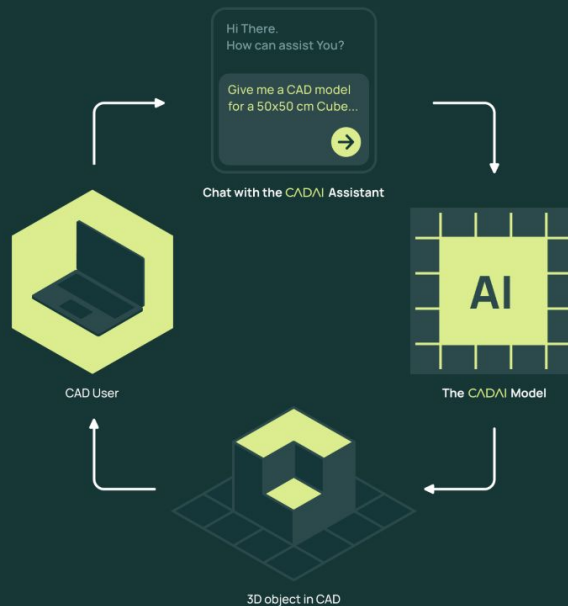 Hi There.
How can assist You?
Give me a CAD model
for a 50x50 cm Cube...
Chat with the CADAI Assistant
AI
CAD User
The CADAI Model
3D object in CAD